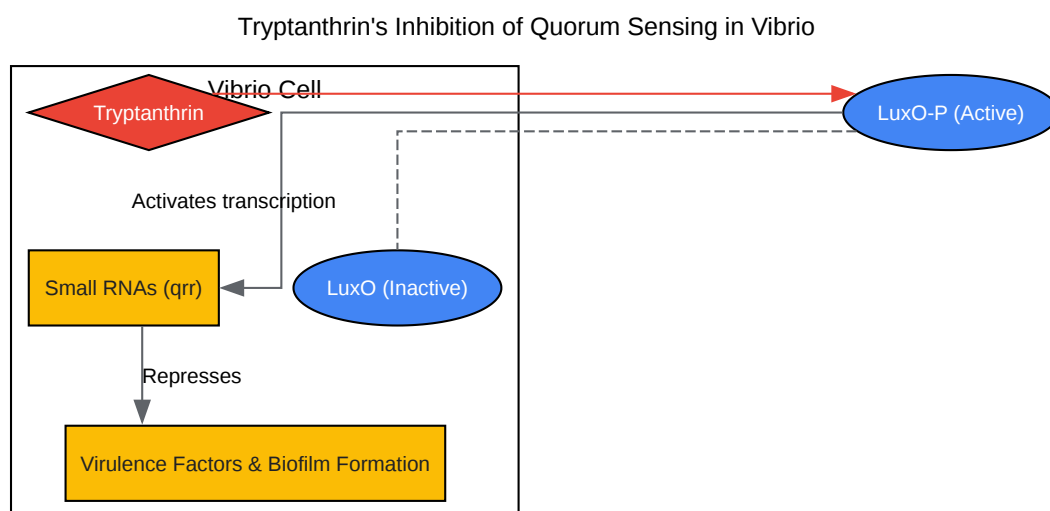 Tryptanthrin's Inhibition of Quorum Sensing in Vibrio
Vibrio Cell
Tryptanthrin
LuxO-P (Active)
Activates transcription
Small RNAs (qrr)
LuxO (Inactive)
Represses
Virulence Factors & Biofilm Formation